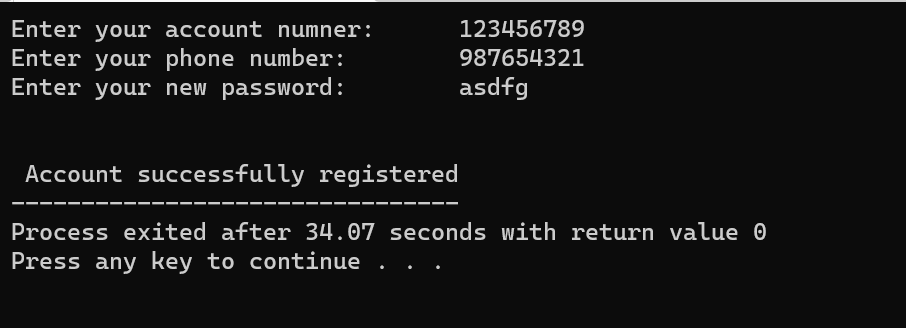 Enter your account numner: 123456789
Enter your phone number: 987654321
Enter your new password: asdfg
Account successfully registered
--------------------------------
Process exited after 34.07 seconds with return value 0
Press any key to continue . . .